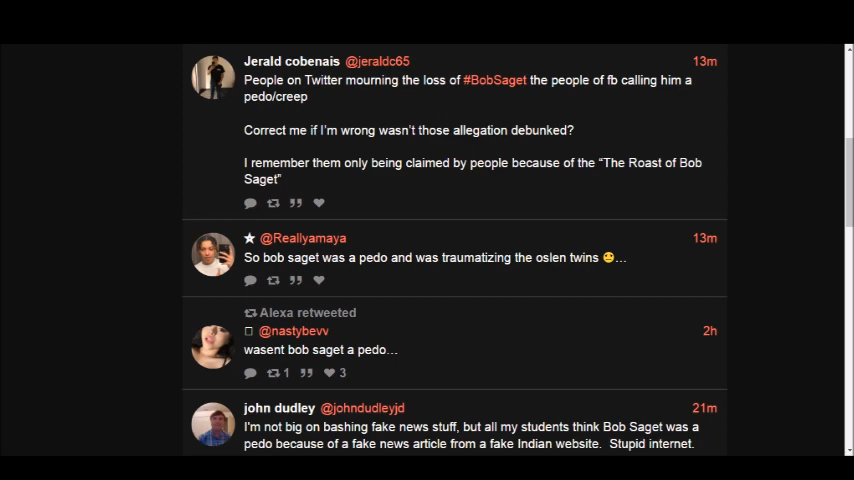 Jerald cobenais @jeraldc65 13m
People on Twitter mourning the loss of #BobSaget the people of fb calling him a
pedo/creep
Correct me if I'm wrong wasn't those allegation debunked?
I remember them only being claimed by people because of the “The Roast of Bob
Saget”
@Reallyamaya 13m
So bob saget was a pedo and was traumatizing the oslen twins 🙂...
Alexa retweeted
@nastybevv 2h
wasent bob saget a pedo...
1 3
john dudley @johndudleyjd 21m
I'm not big on bashing fake news stuff, but all my students think Bob Saget was a
pedo because of a fake news article from a fake Indian website. Stupid internet.